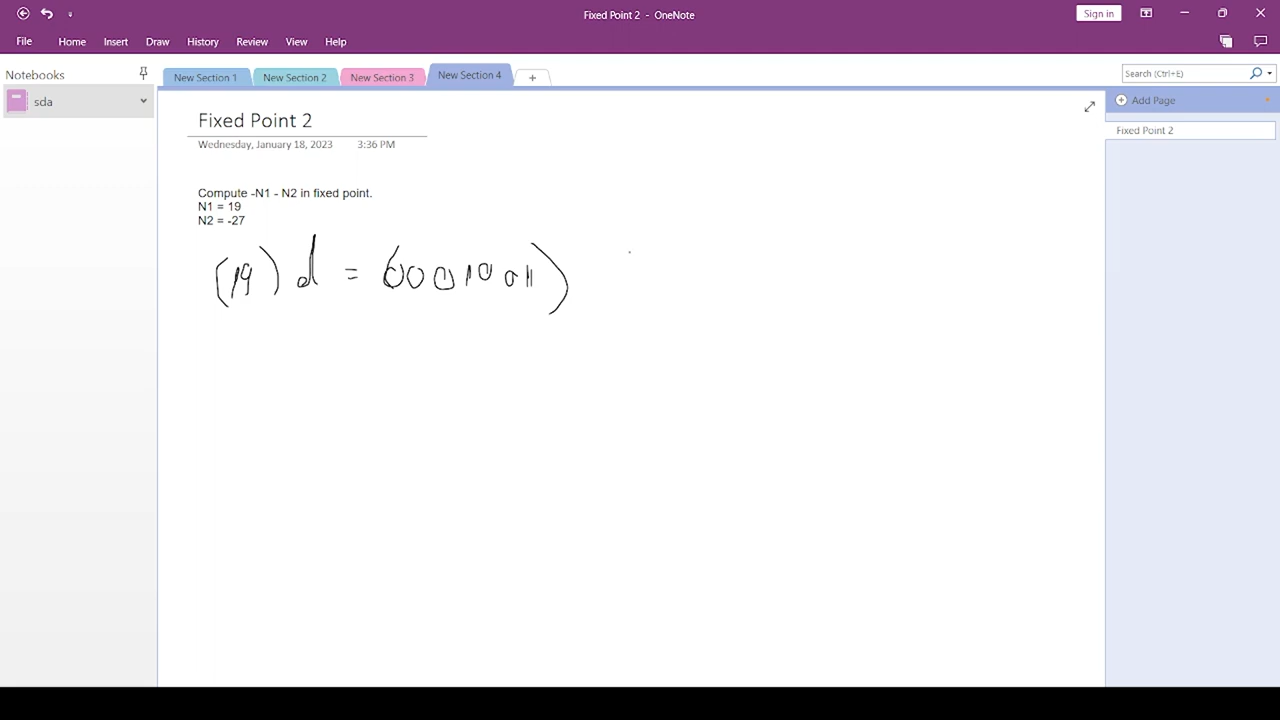 Fixed Point 2 - OneNote
Sign in
File Home Insert Draw History Review View Help
Notebooks
sda
New Section 1 New Section 2 New Section 3 New Section 4 +
Search (Ctrl+E)
Add Page
Fixed Point 2
Fixed Point 2
Wednesday, January 18, 2023 3:36 PM
Compute -N1 - N2 in fixed point.
N1 = 19
N2 = -27
(19) d = 00010011)